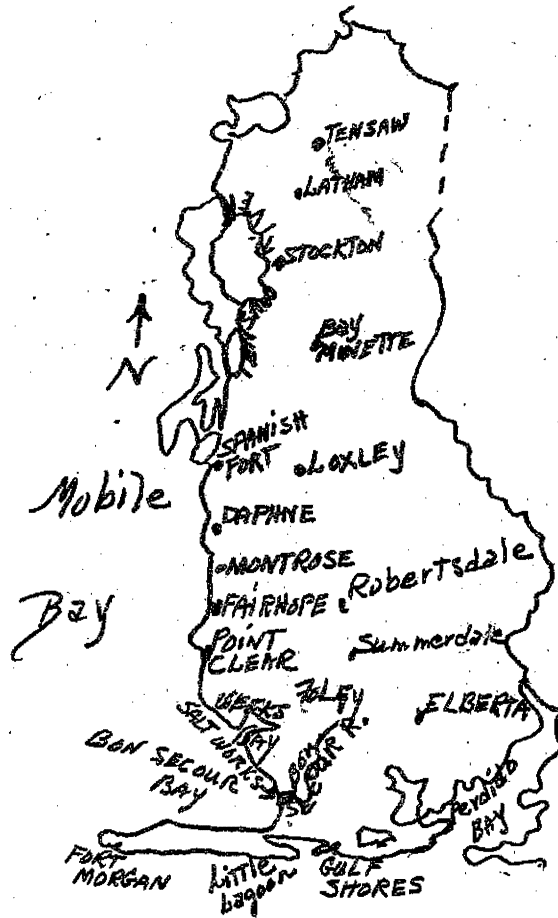 TENSAW
LATHAM
STOCKTON
Bay
MINETTE
N
SPANISH
FORT
LOXLEY
Mobile
DAPHNE
MONTROSE
Robertsdale
Bay
FAIRHOPE
POINT
CLEAR
Summerdale
WEEKS
BAY
FOLEY
ELBERTA
SALT WORKS
BON SECOUR
BAY
BON
SECOUR R.
Perdido
BAY
FORT
MORGAN
Little
Lagoon
GULF
SHORES